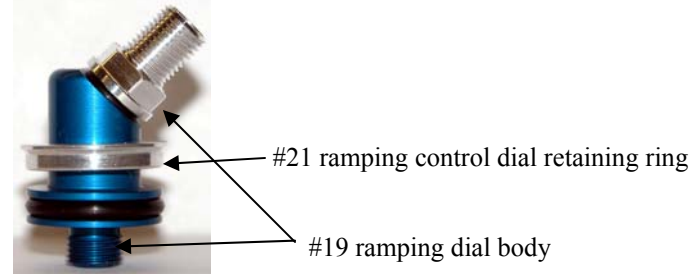 #21 ramping control dial retaining ring
#19 ramping dial body